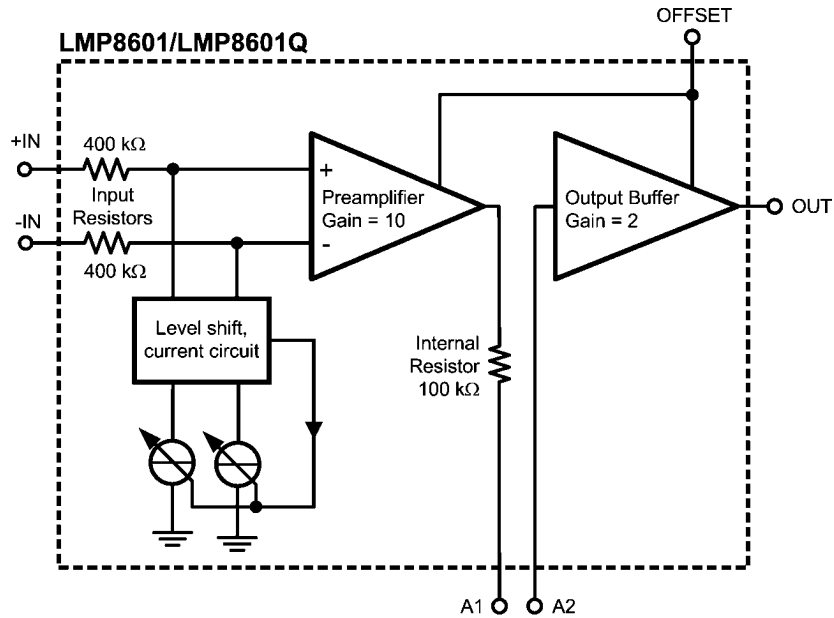 OFFSET
LMP8601/LMP8601Q
+IN
400 kΩ
Input
Resistors
-IN
400 kΩ
+
Preamplifier
Gain = 10
-
Output Buffer
Gain = 2
OUT
Level shift,
current circuit
Internal
Resistor
100 kΩ
A1
A2